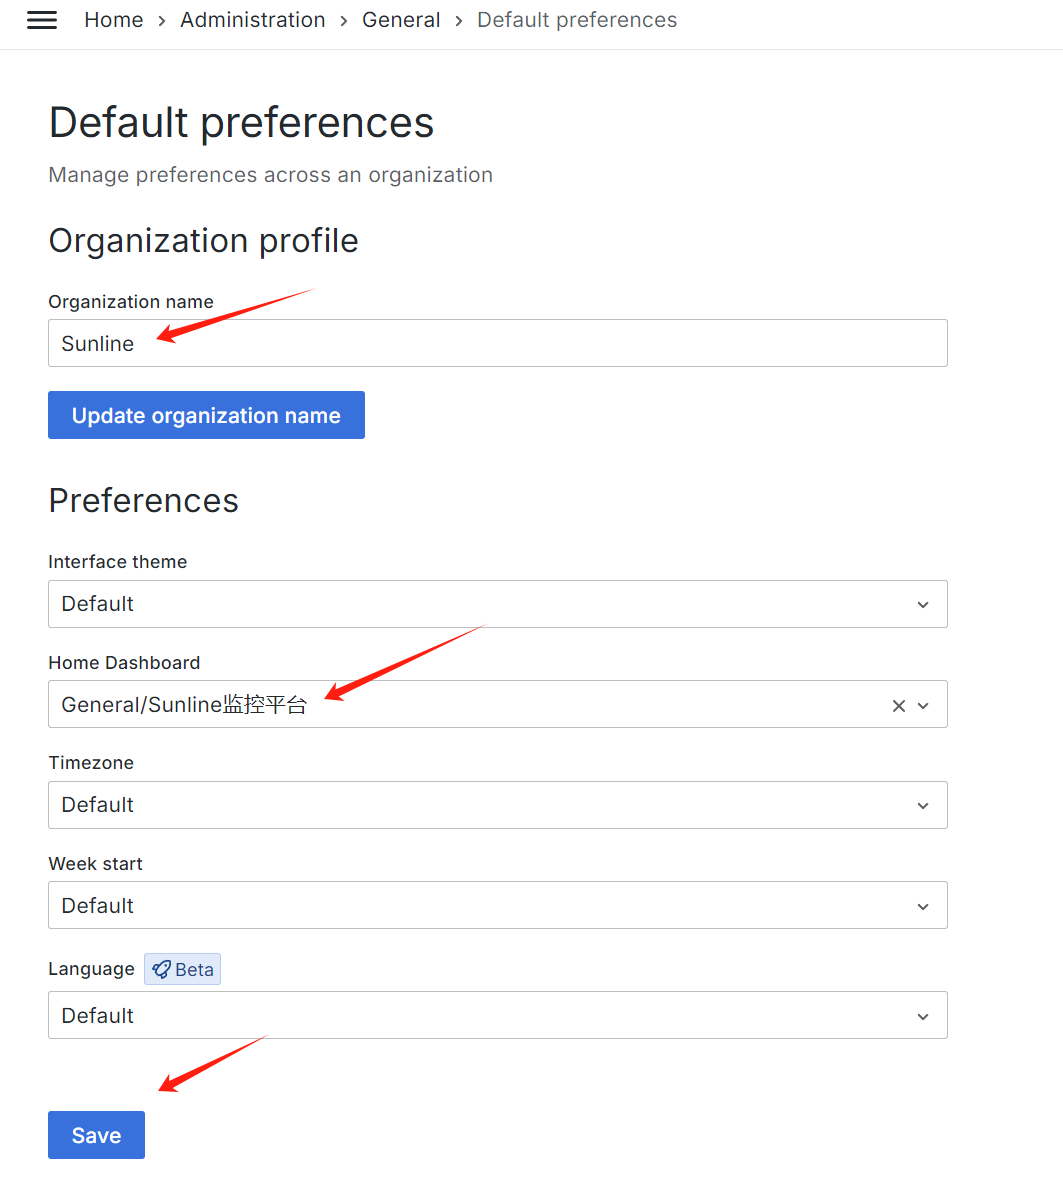 Home › Administration › General › Default preferences
Default preferences
Manage preferences across an organization
Organization profile
Organization name
Sunline
Update organization name
Preferences
Interface theme
Default
Home Dashboard
General/Sunline监控平台
Timezone
Default
Week start
Default
Language Beta
Default
Save